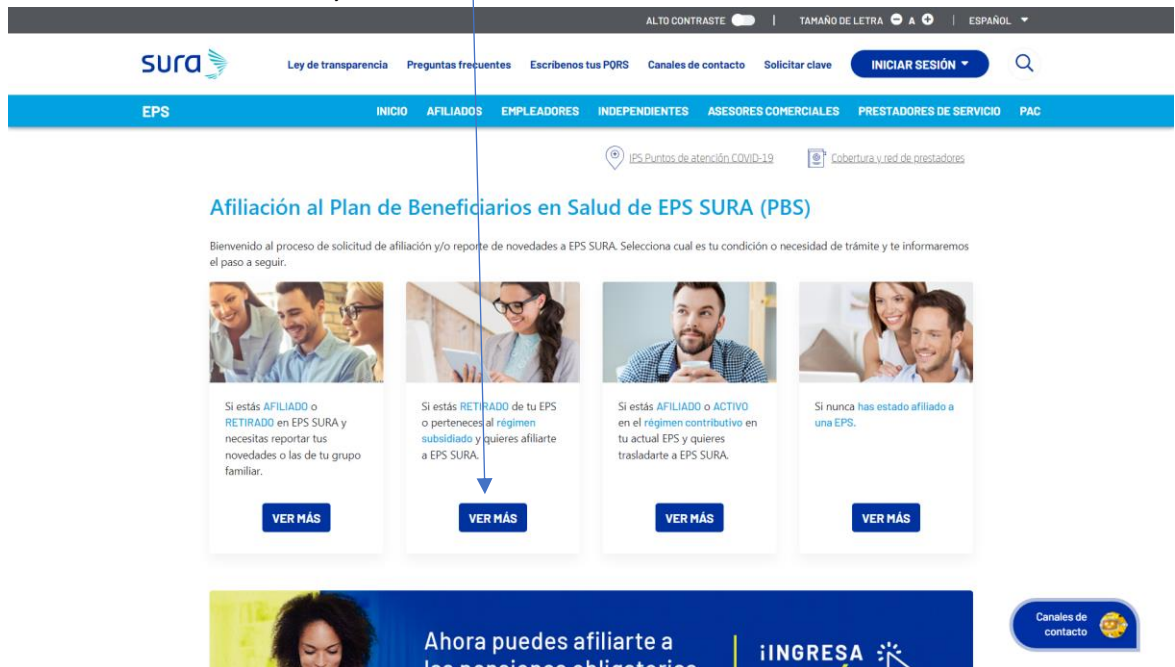 ALTO CONTRASTE | TAMAÑO DE LETRA A | ESPAÑOL
sura
Ley de transparencia Preguntas frecuentes Escríbenos tus PQRS Canales de contacto Solicitar clave INICIAR SESIÓN
EPS INICIO AFILIADOS EMPLEADORES INDEPENDIENTES ASESORES COMERCIALES PRESTADORES DE SERVICIO PAC
IPS Puntos de atención COVID-19 Cobertura y red de prestadores
Afiliación al Plan de Beneficiarios en Salud de EPS SURA (PBS)
Bienvenido al proceso de solicitud de afiliación y/o reporte de novedades a EPS SURA. Selecciona cual es tu condición o necesidad de trámite y te informaremos
el paso a seguir.
Si estás AFILIADO o
RETIRADO en EPS SURA y
necesitas reportar tus
novedades o las de tu grupo
familiar.
VER MÁS
Si estás RETIRADO de tu EPS
o perteneces al régimen
subsidiado y quieres afiliarte
a EPS SURA.
VER MÁS
Si estás AFILIADO o ACTIVO
en el régimen contributivo en
tu actual EPS y quieres
trasladarte a EPS SURA.
VER MÁS
Si nunca has estado afiliado a
una EPS.
VER MÁS
Ahora puedes afiliarte a
los pensiones obligatorias
¡INGRESA
Canales de
contacto